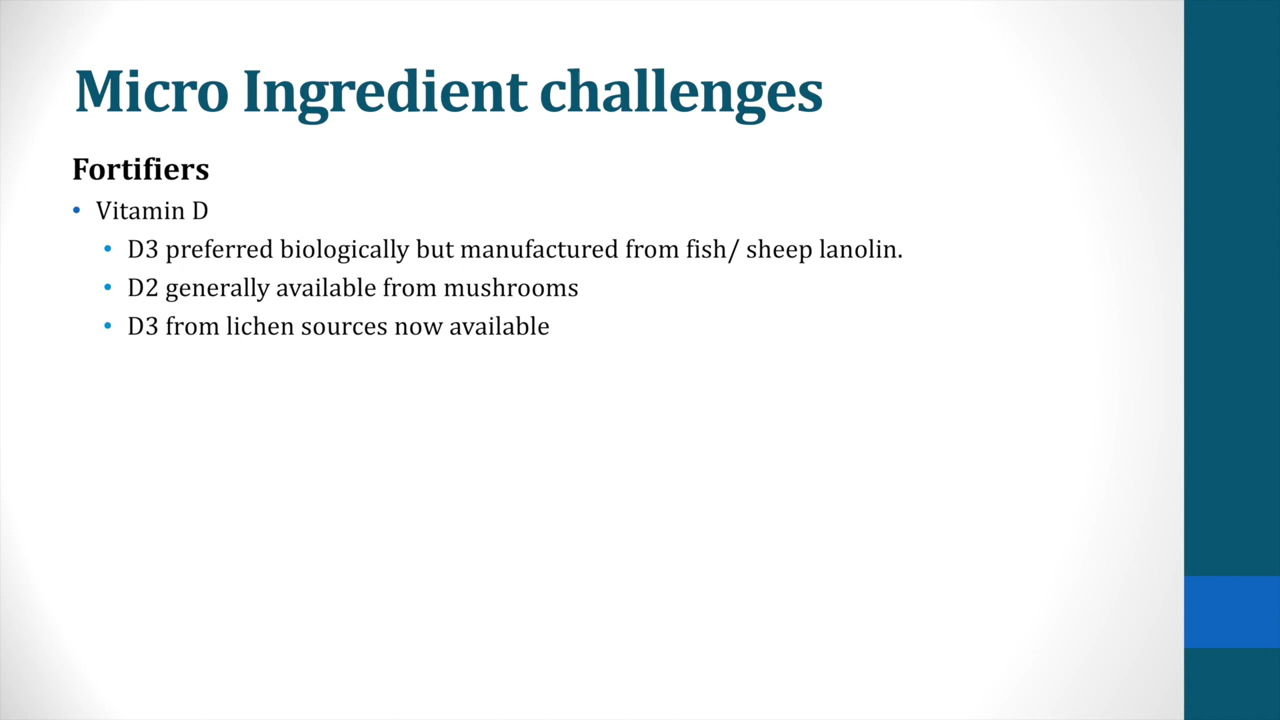 Micro Ingredient challenges
Fortifiers
• Vitamin D
• D3 preferred biologically but manufactured from fish/ sheep lanolin.
• D2 generally available from mushrooms
• D3 from lichen sources now available